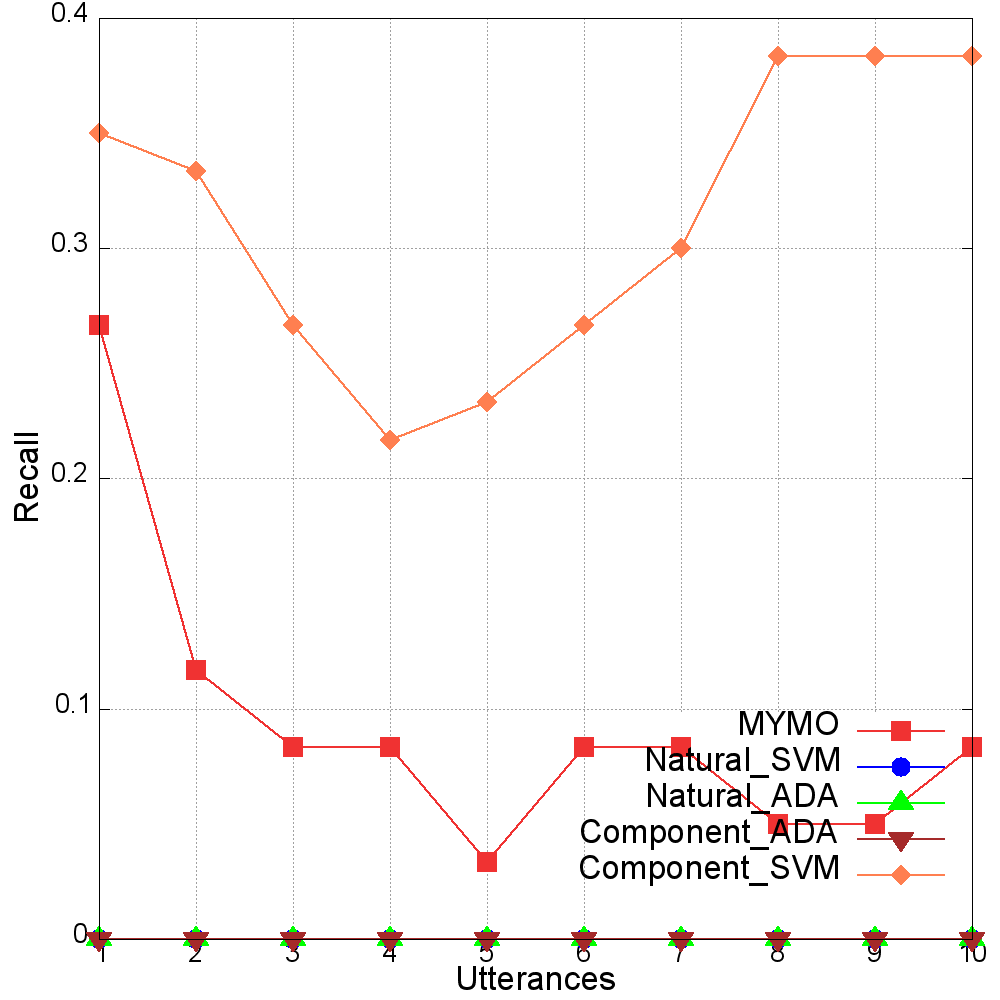 0.4
0.3
0.2
0.1
0
Recall
MYMO
Natural_SVM
Natural_ADA
Component_ADA
Component_SVM
1 2 3 4 5 6 7 8 9 10
Utterances